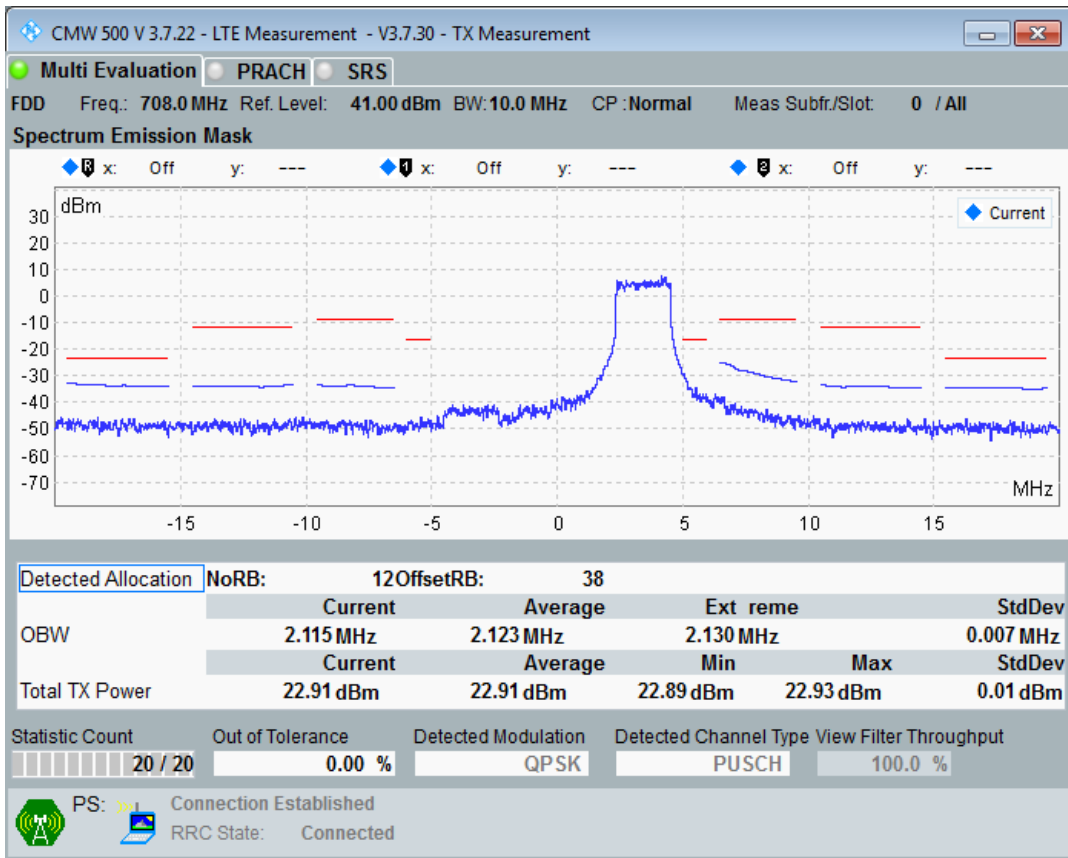 CMW 500 V 3.7.22 - LTE Measurement - V3.7.30 - TX Measurement
Multi Evaluation PRACH SRS
FDD Freq.: 708.0 MHz Ref. Level: 41.00 dBm BW: 10.0 MHz CP : Normal Meas Subfr./Slot: 0 / All
Spectrum Emission Mask
R x: Off y: --- 1 x: Off y: --- 2 x: Off y: ---
dBm
Current
30
20
10
0
-10
-20
-30
-40
-50
-60
-70
MHz
-15 -10 -5 0 5 10 15
Detected Allocation NoRB: 12OffsetRB: 38
Current Average Ext reme StdDev
OBW 2.115 MHz 2.123 MHz 2.130 MHz 0.007 MHz
Current Average Min Max StdDev
Total TX Power 22.91 dBm 22.91 dBm 22.89 dBm 22.93 dBm 0.01 dBm
Statistic Count Out of Tolerance Detected Modulation Detected Channel Type View Filter Throughput
20 / 20 0.00 % QPSK PUSCH 100.0 %
PS: Connection Established
RRC State: Connected